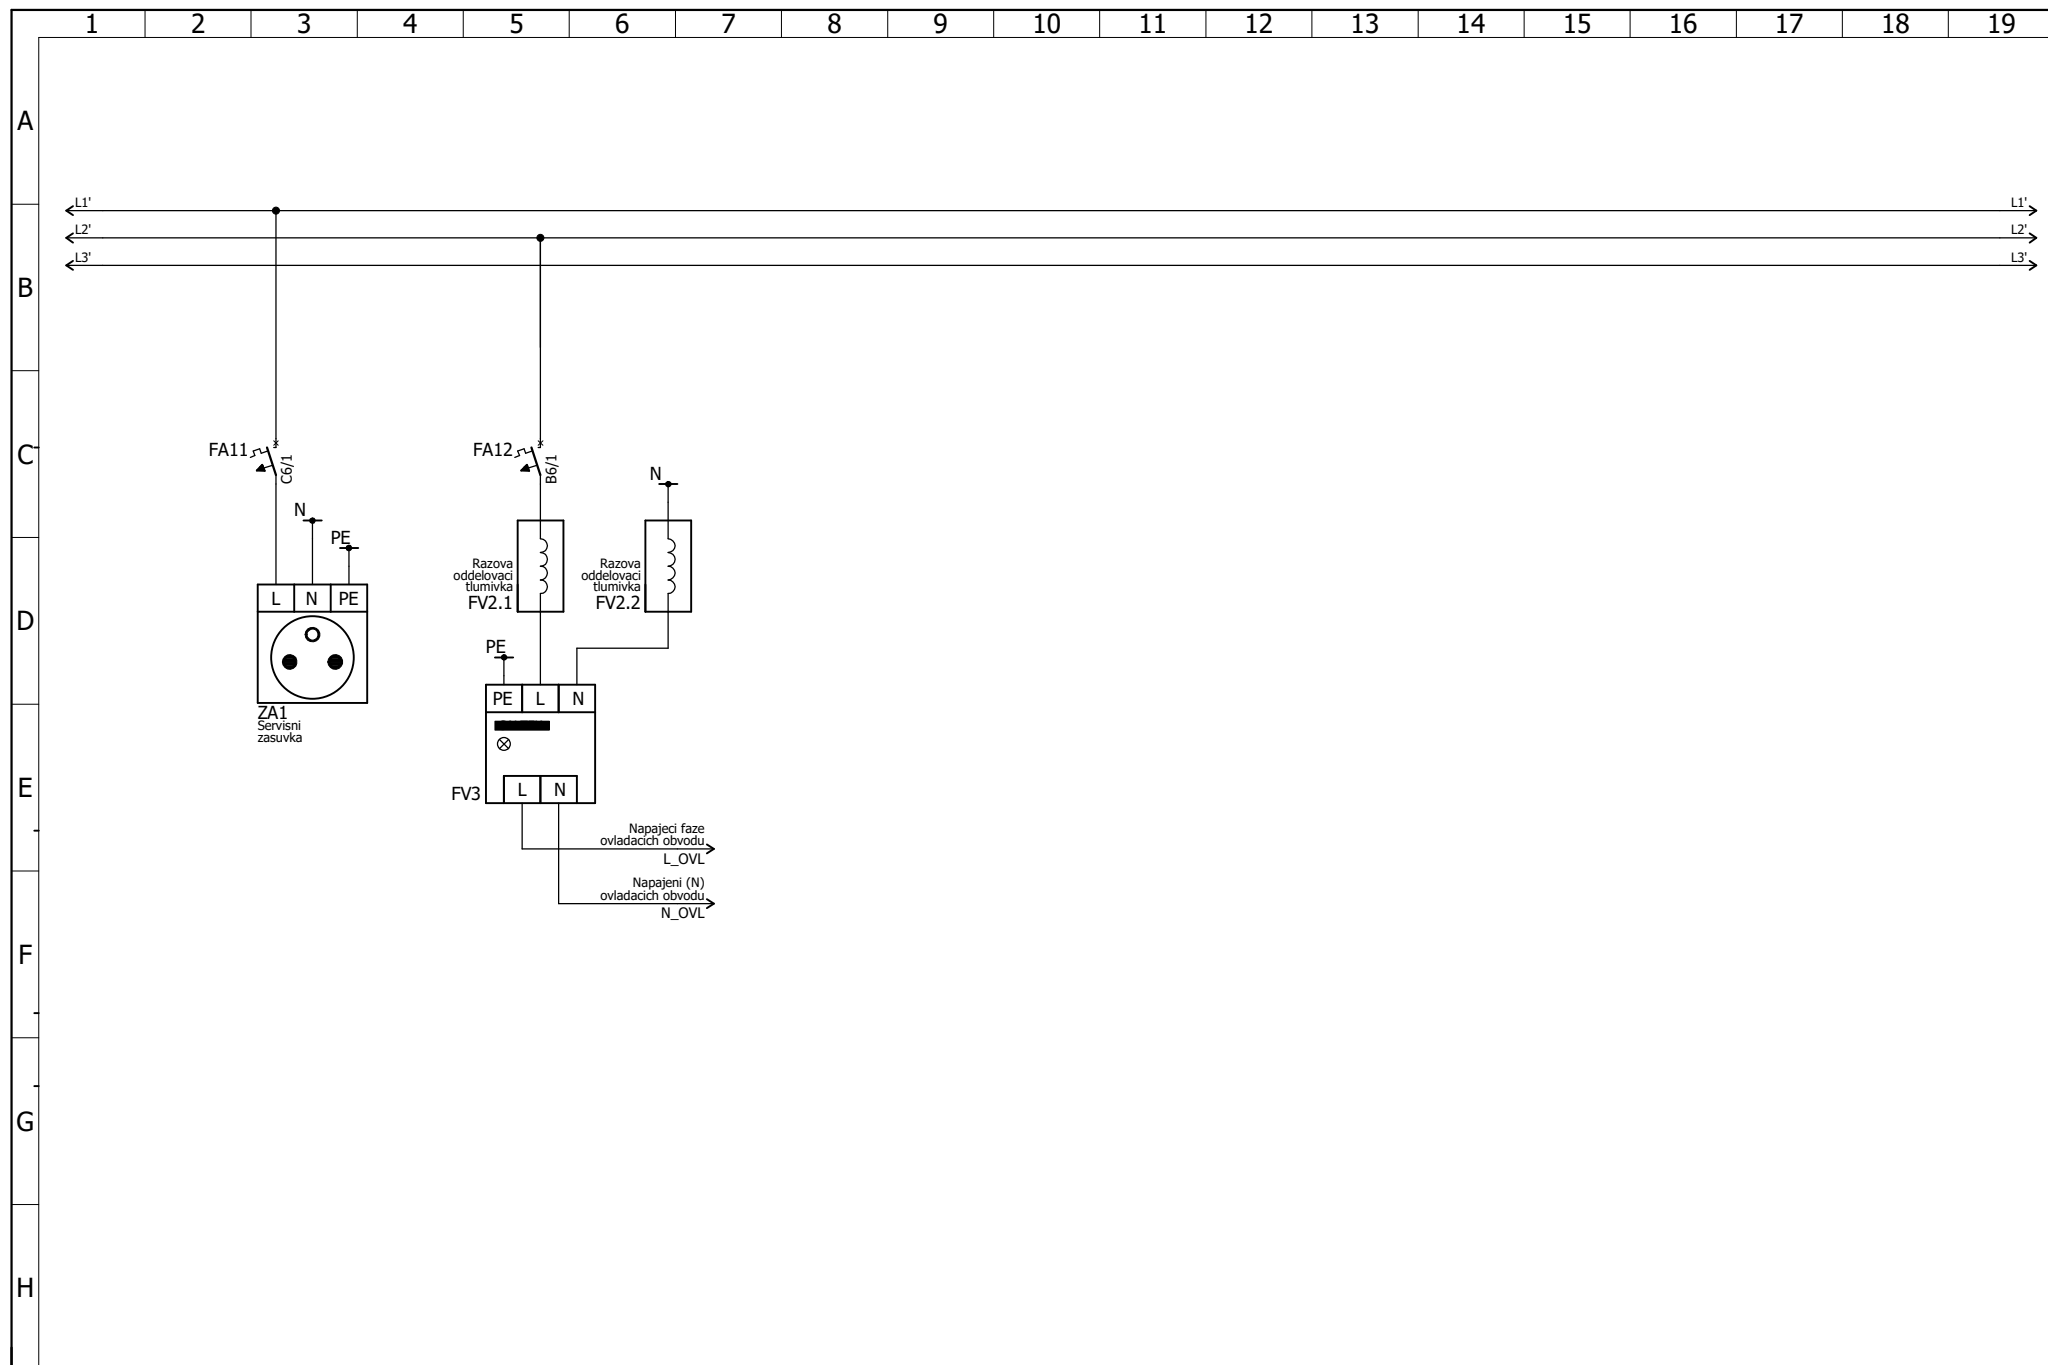 1 2 3 4 5 6 7 8 9 10 11 12 13 14 15 16 17 18 19
A
L1' L1'
L2' L2'
L3' L3'
B
C
FA11
C6/1
FA12
B6/1
N
N
PE
Razova
oddelovaci
tlumivka
FV2.1
Razova
oddelovaci
tlumivka
FV2.2
L N PE
D
PE
PE L N
ZA1
Servisni
zasuvka
E
FV3
L N
Napajeci faze
ovladacich obvodu
L_OVL
Napajeni (N)
ovladacich obvodu
N_OVL
F
G
H